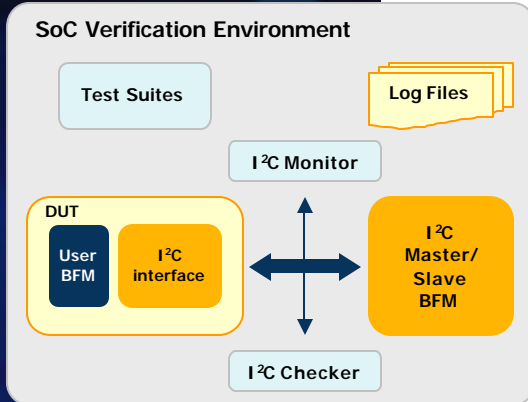 SoC Verification Environment
Test Suites
Log Files
I²C Monitor
DUT
User
BFM
I²C
interface
I²C
Master/
Slave
BFM
I²C Checker